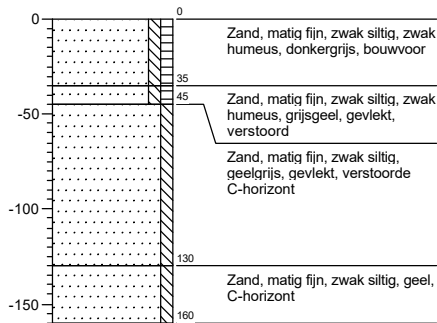 0
0
Zand, matig fijn, zwak siltig, zwak
humeus, donkergrijs, bouwvoor
35
Zand, matig fijn, zwak siltig, zwak
humeus, grijsgeel, gevlekt,
verstoord
45
-50
Zand, matig fijn, zwak siltig,
geelgrijs, gevlekt, verstoorde
C-horizont
-100
130
Zand, matig fijn, zwak siltig, geel,
C-horizont
-150
160